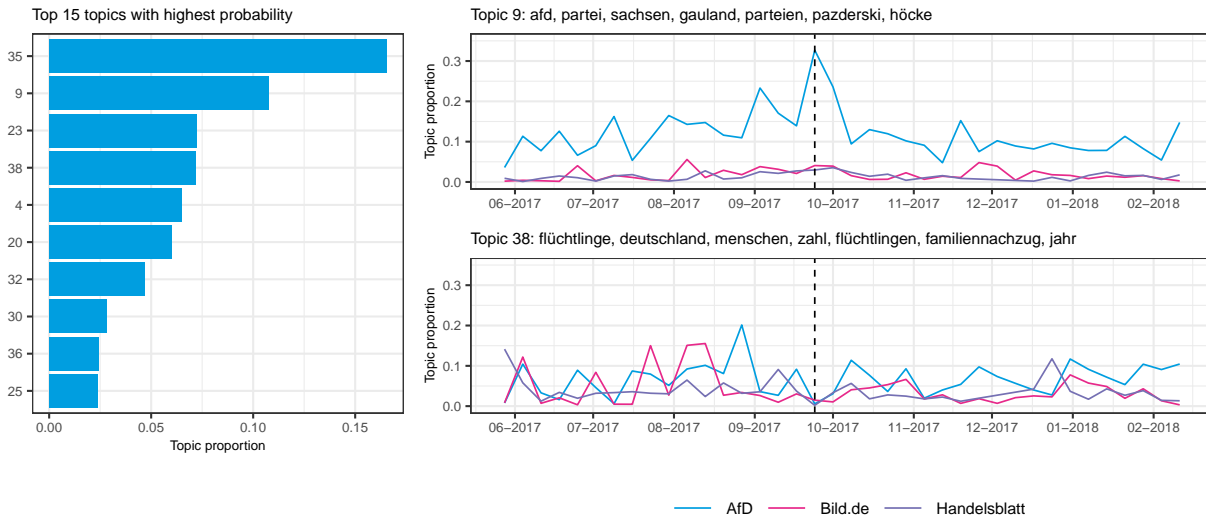 Top 15 topics with highest probability
35
9
23
38
4
20
32
30
36
25
0.00 0.05 0.10 0.15
Topic proportion
Topic 9: afd, partei, sachsen, gauland, parteien, pazderski, höcke
Topic proportion
0.3
0.2
0.1
0.0
06–2017 07–2017 08–2017 09–2017 10–2017 11–2017 12–2017 01–2018 02–2018
Topic 38: flüchtlinge, deutschland, menschen, zahl, flüchtlingen, familiennachzug, jahr
Topic proportion
0.3
0.2
0.1
0.0
06–2017 07–2017 08–2017 09–2017 10–2017 11–2017 12–2017 01–2018 02–2018
AfD Bild.de Handelsblatt